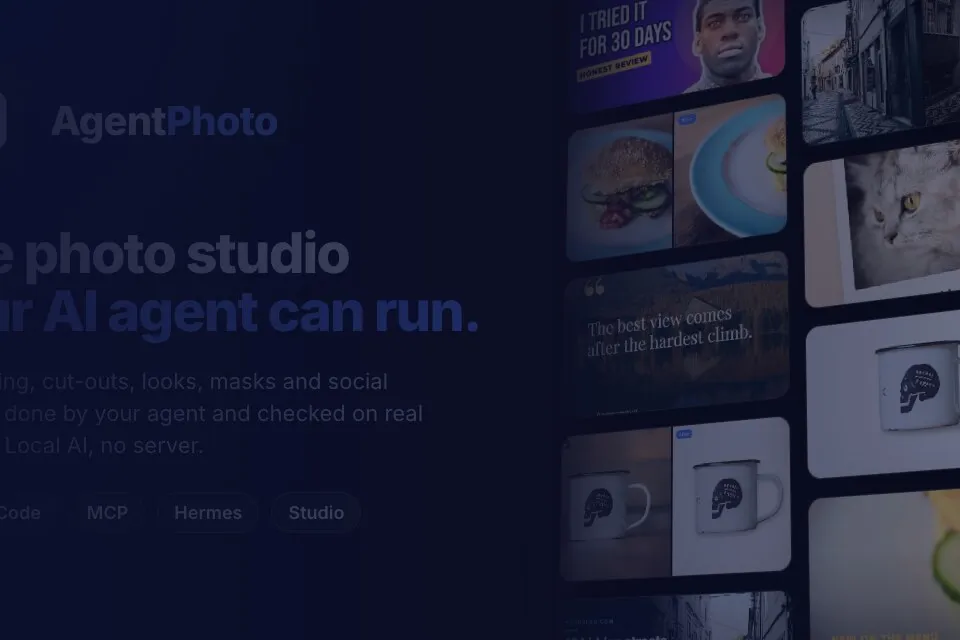 AgentPhoto
e photo studio
ur AI agent can run.
ing, cut-outs, looks, masks and social
done by your agent and checked on real
Local AI, no server.
Code
MCP
Hermes
Studio
I TRIED IT
FOR 30 DAYS
HONEST REVIEW
“
The best view comes
after the hardest climb.